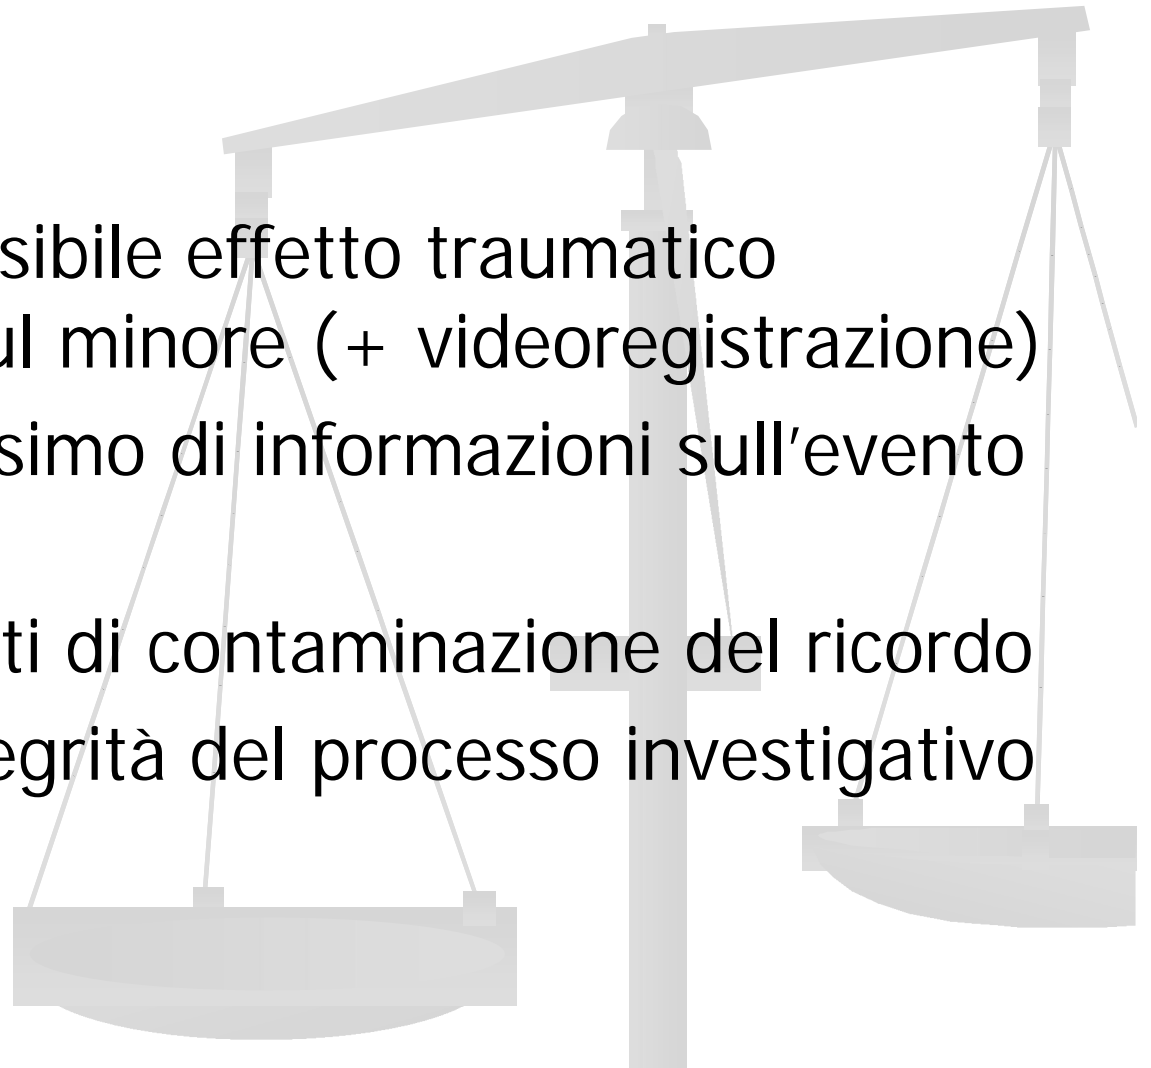 sibile effetto traumatico
ul minore (+ videoregistrazione)
simo di informazioni sull'evento
ti di contaminazione del ricordo
egrità del processo investigativo